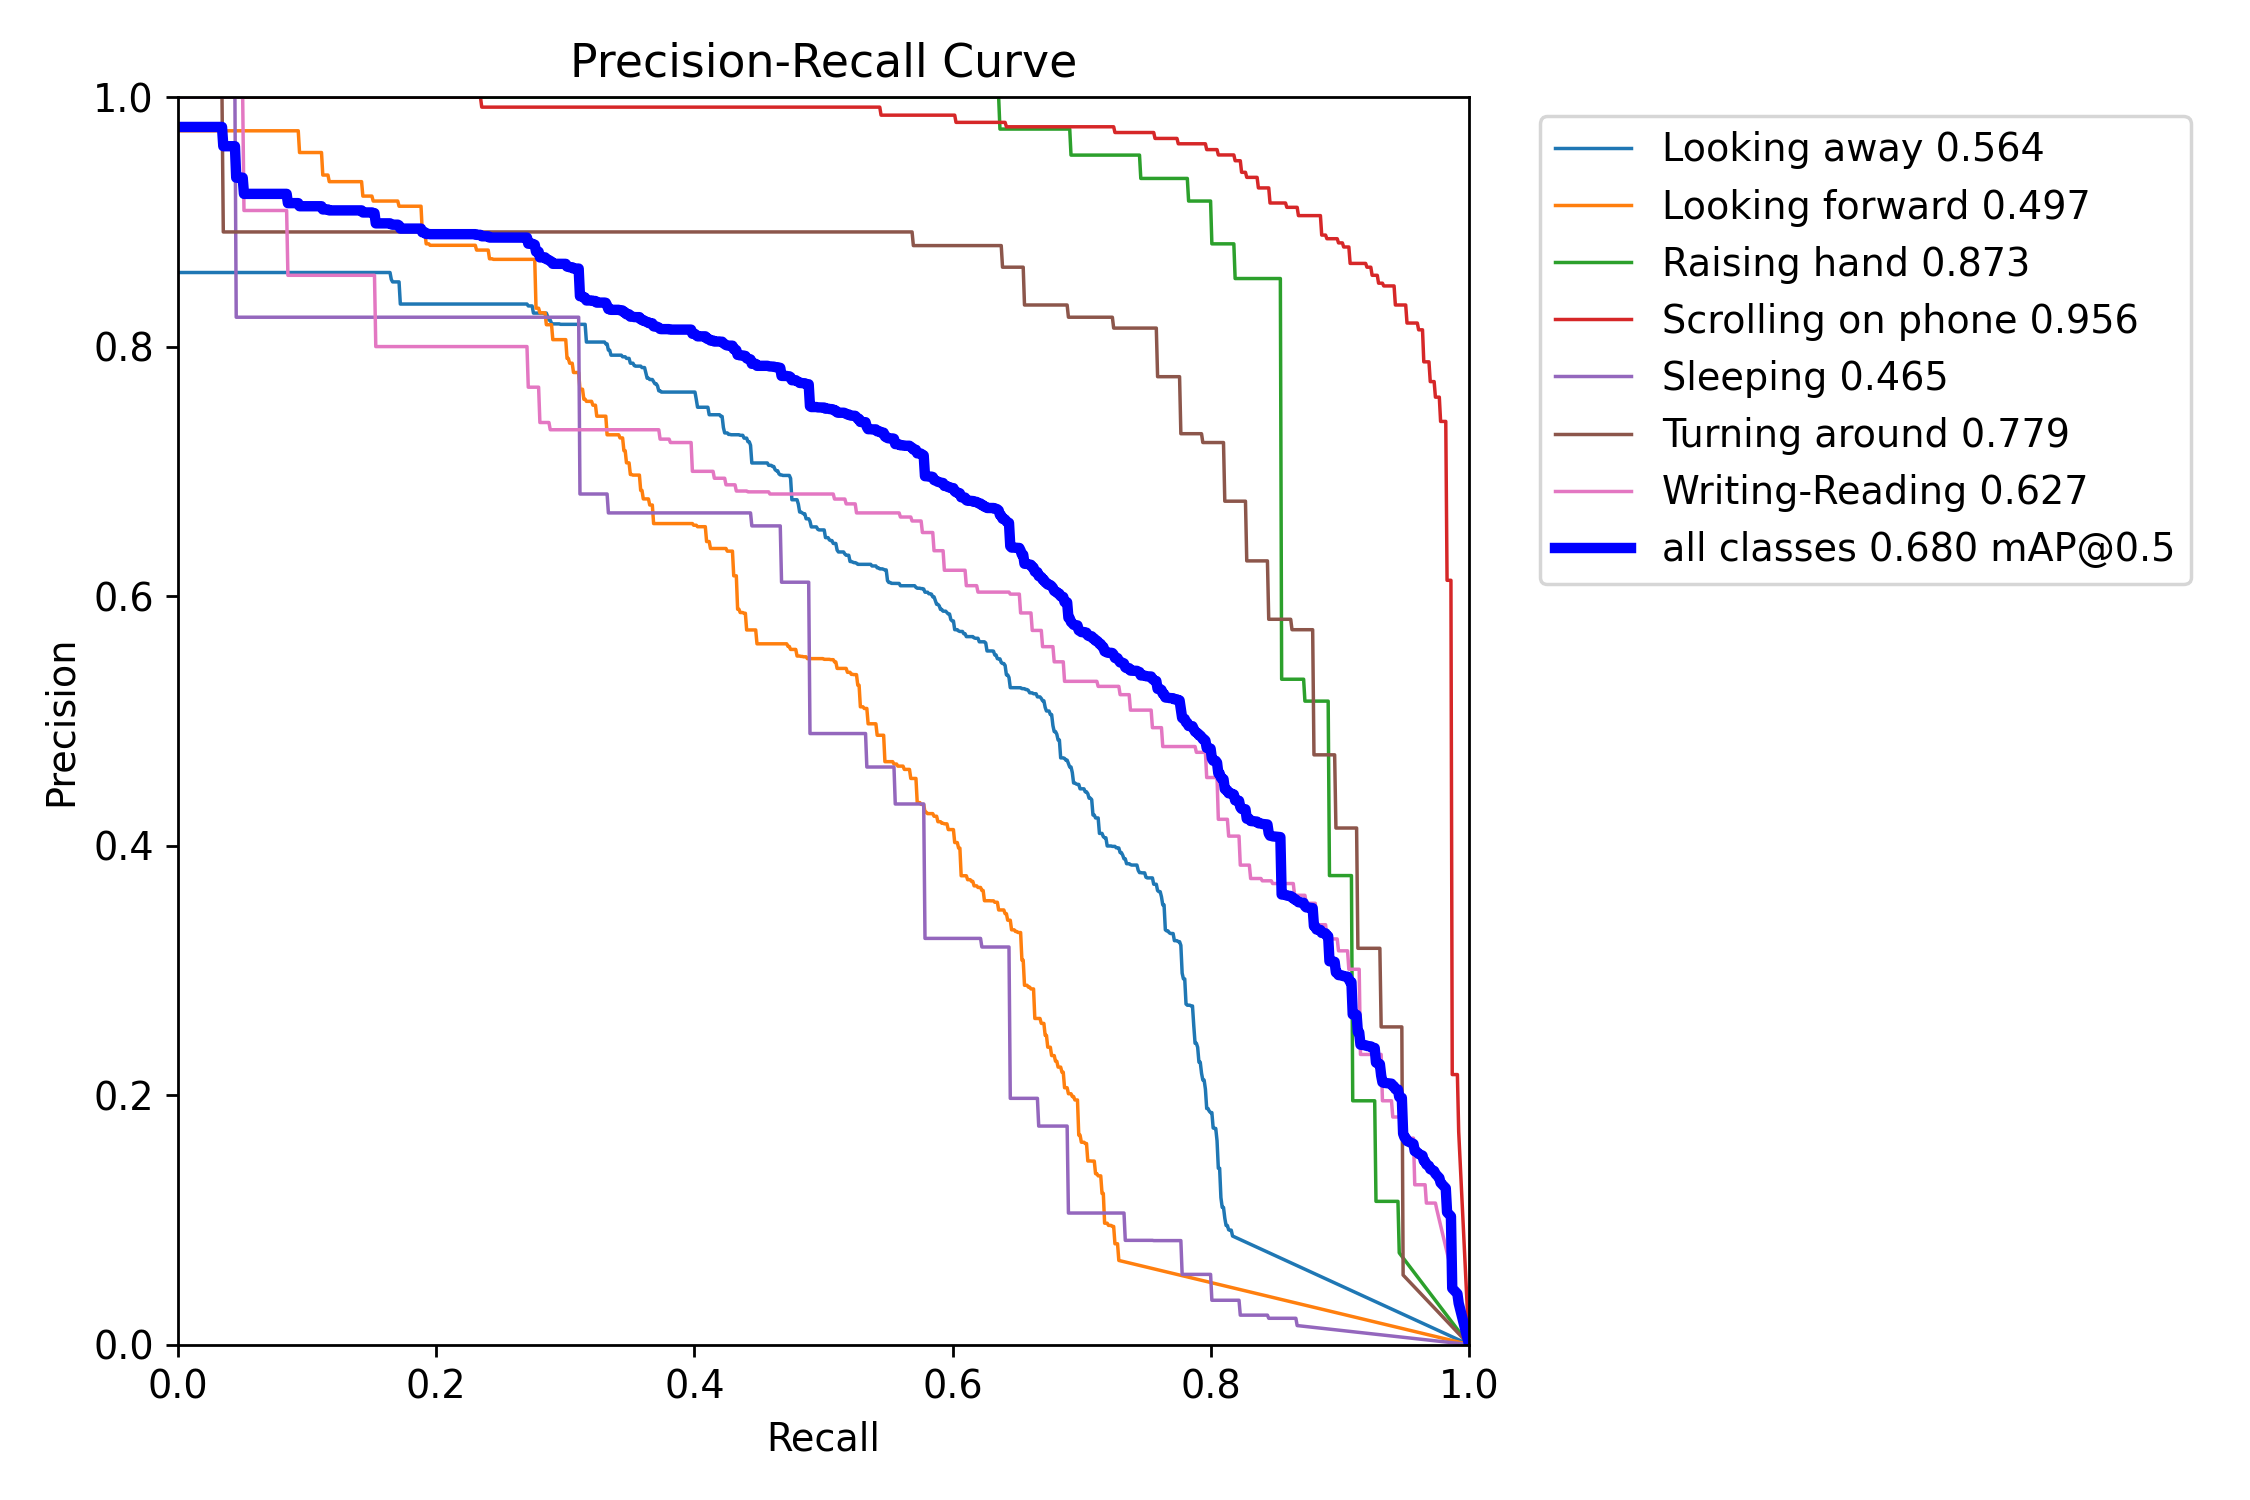 Precision-Recall Curve
1.0
0.8
0.6
0.4
0.2
0.0
Precision
0.0 0.2 0.4 0.6 0.8 1.0
Recall
Looking away 0.564
Looking forward 0.497
Raising hand 0.873
Scrolling on phone 0.956
Sleeping 0.465
Turning around 0.779
Writing-Reading 0.627
all classes 0.680 mAP@0.5